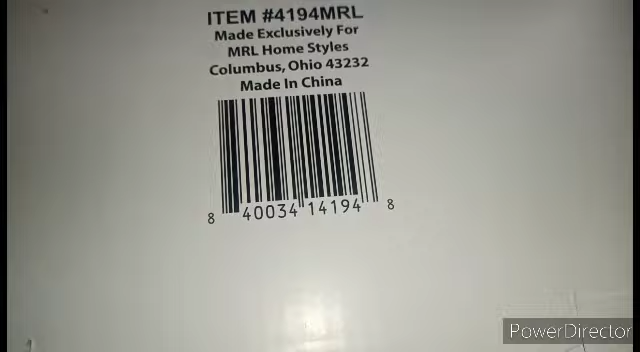 ITEM #4194MRL
Made Exclusively For
MRL Home Styles
Columbus, Ohio 43232
Made In China
8 40034 14194 8
PowerDirector